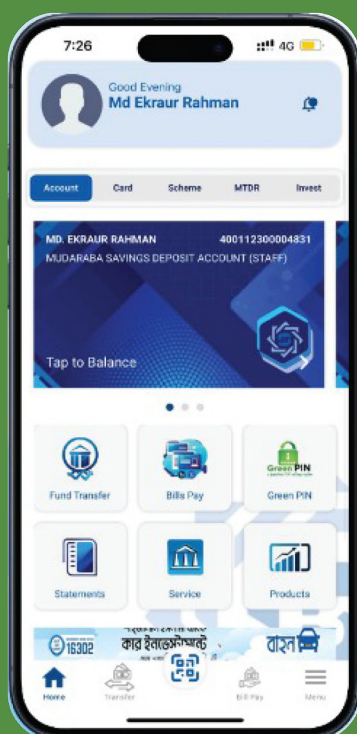 7:26 4G
Good Evening
Md Ekraur Rahman
Account Card Scheme MTDR Invest
MD. EKRAUR RAHMAN 400112300004831
MUDARABA SAVINGS DEPOSIT ACCOUNT (STAFF)
Tap to Balance
Fund Transfer Bills Pay Green PIN
Green PIN
Statements Service Products
16302 কার ইনভেস্টমেন্ট বাহন
Home Transfer Bill Pay Menu